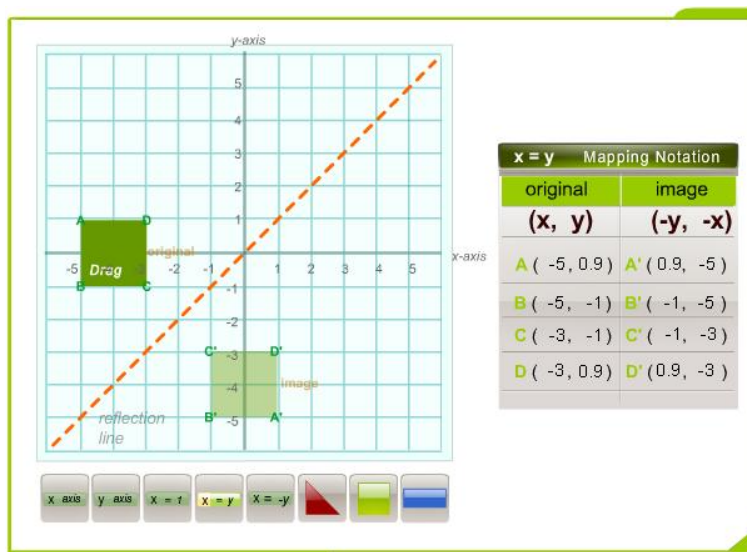 y-axis
5
4
3
2
1
A D
original
x-axis
-5 Drag -3 -2 -1 1 2 3 4 5
B C
-1
-2
C' -3 D'
-4 image
B' -5 A'
reflection
line
x = y Mapping Notation
original image
(x, y) (-y, -x)
A ( -5, 0.9) A' (0.9, -5)
B ( -5, -1) B' ( -1, -5)
C ( -3, -1) C' ( -1, -3)
D ( -3, 0.9) D' (0.9, -3)
x axis y axis x = 1 x = y x = -y